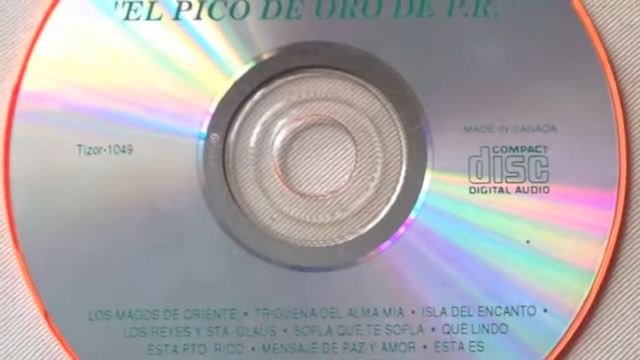 "EL PICO DE ORO DE P.R."
MADE IN CANADA
Tizor-1049
COMPACT
disc
DIGITAL AUDIO
LOS MAGOS DE ORIENTE • TRIGUEÑA DEL ALMA MIA • ISLA DEL ENCANTO •
LOS REYES Y STA. CLAUS • SOPLA QUE TE SOPLA • QUE LINDO
ESTA PTO. RICO • MENSAJE DE PAZ Y AMOR • ESTA ES